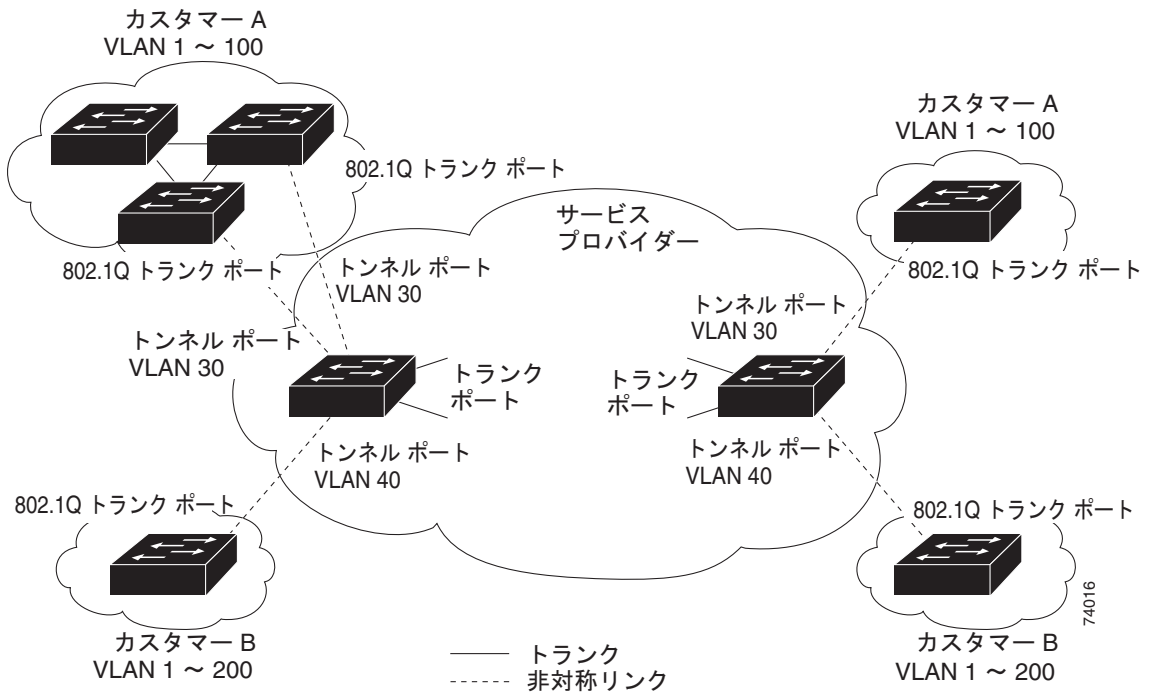 カスタマー A
VLAN 1 ～ 100
カスタマー A
VLAN 1 ～ 100
802.1Q トランク ポート
サービス
プロバイダー
802.1Q トランク ポート
トンネル ポート
VLAN 30
802.1Q トランク ポート
トンネル ポート
VLAN 30
トンネル ポート
VLAN 30
トランク
ポート
トランク
ポート
トンネル ポート
VLAN 40
トンネル ポート
VLAN 40
802.1Q トランク ポート
802.1Q トランク ポート
カスタマー B
VLAN 1 ～ 200
カスタマー B
VLAN 1 ～ 200
74016
トランク
非対称リンク